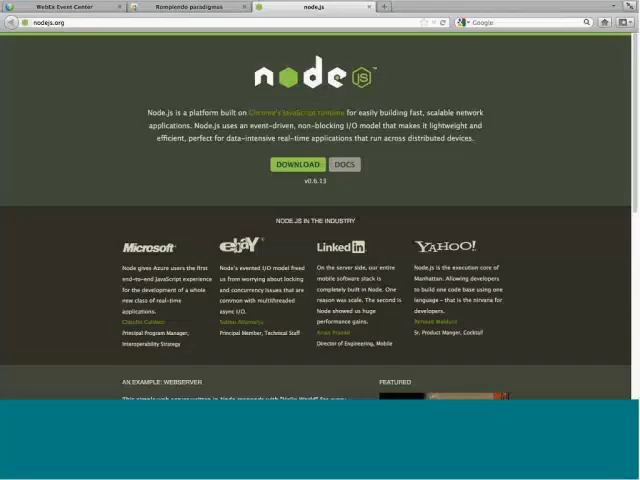 WebEx Event Center
Rompiendo paradigmas
node.js
nodejs.org
Google
node JS ™
Node.js is a platform built on Chrome's JavaScript runtime for easily building fast, scalable network
applications. Node.js uses an event-driven, non-blocking I/O model that makes it lightweight and
efficient, perfect for data-intensive real-time applications that run across distributed devices.
DOWNLOAD DOCS
v0.6.13
NODE.JS IN THE INDUSTRY
Microsoft
Node gives Azure users the first
end-to-end JavaScript experience
for the development of a whole
new class of real-time
applications.
Claudio Caldato
Principal Program Manager,
Interoperability Strategy
ebaY
Node's evented I/O model freed
us from worrying about locking
and concurrency issues that are
common with multithreaded
async I/O.
Subbu Allamaraju
Principal Member, Technical Staff
Linked in
On the server side, our entire
mobile software stack is
completely built in Node. One
reason was scale. The second is
Node showed us huge
performance gains.
Kiran Prasad
Director of Engineering, Mobile
YAHOO!
Node.js is the execution core of
Manhattan. Allowing developers
to build one code base using one
language – that is the nirvana for
developers.
Renaud Waldura
Sr. Product Manger, Cocktail
AN EXAMPLE: WEBSERVER
FEATURED